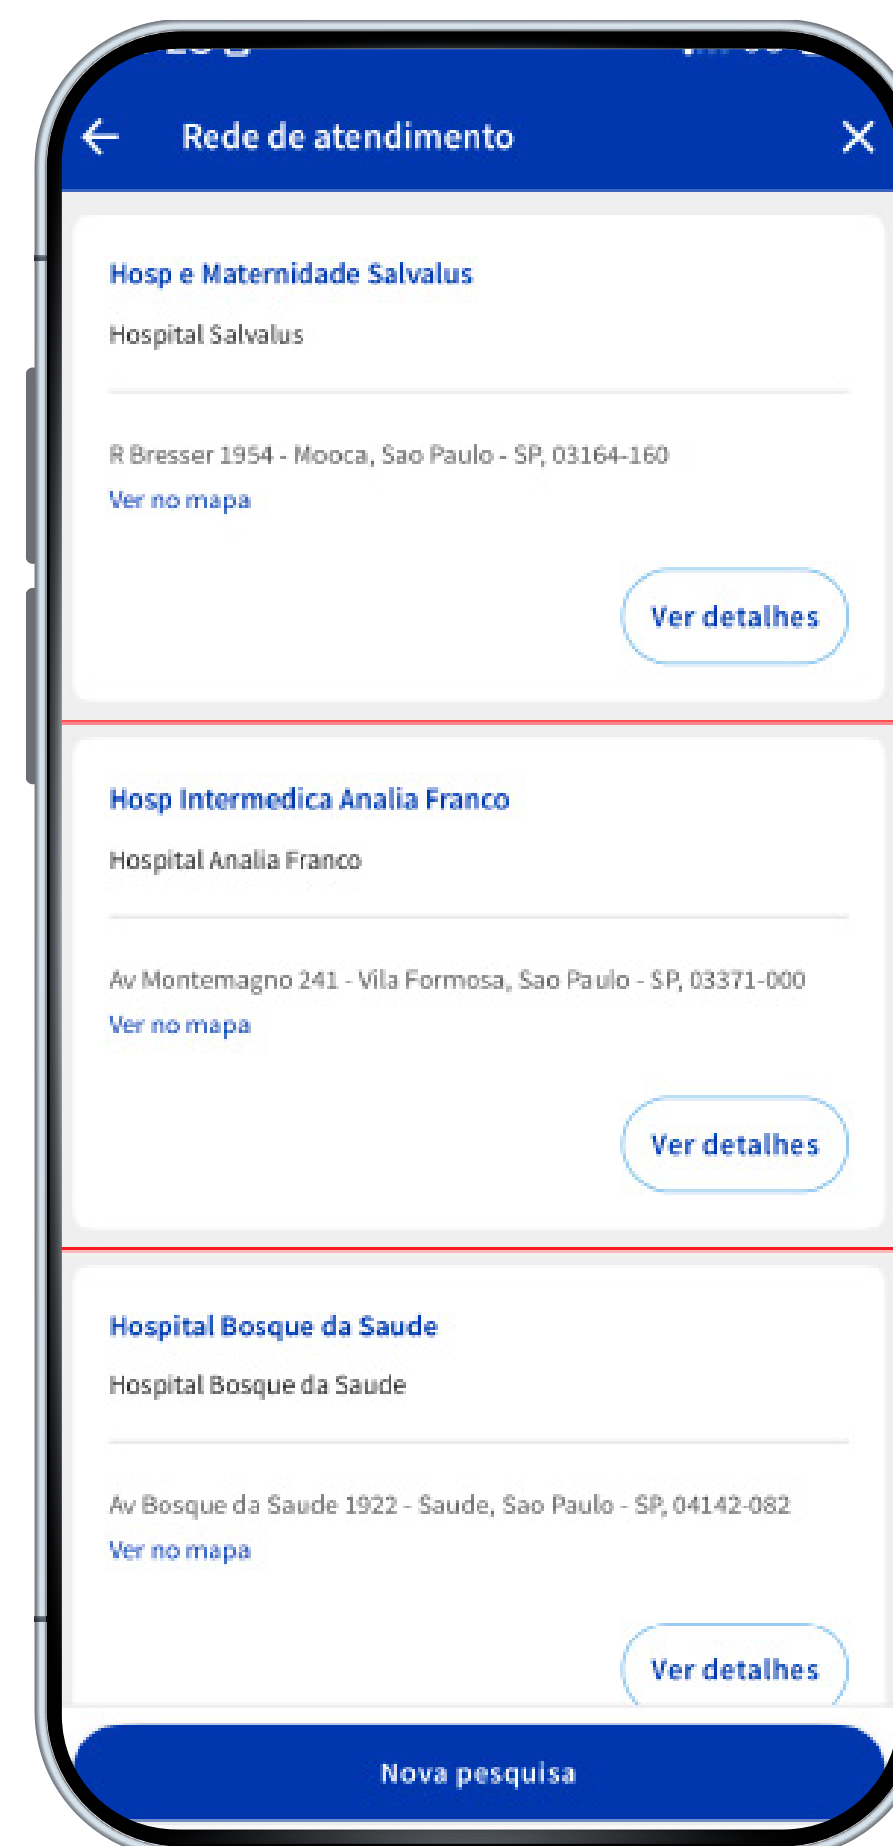 Rede de atendimento
Hosp e Maternidade Salvalus
Hospital Salvalus
R Bresser 1954 - Mooca, Sao Paulo - SP, 03164-160
Ver no mapa
Ver detalhes
Hosp Intermedica Analia Franco
Hospital Analia Franco
Av Montemagno 241 - Vila Formosa, Sao Paulo - SP, 03371-000
Ver no mapa
Ver detalhes
Hospital Bosque da Saude
Hospital Bosque da Saude
Av Bosque da Saude 1922 - Saude, Sao Paulo - SP, 04142-082
Ver no mapa
Ver detalhes
Nova pesquisa